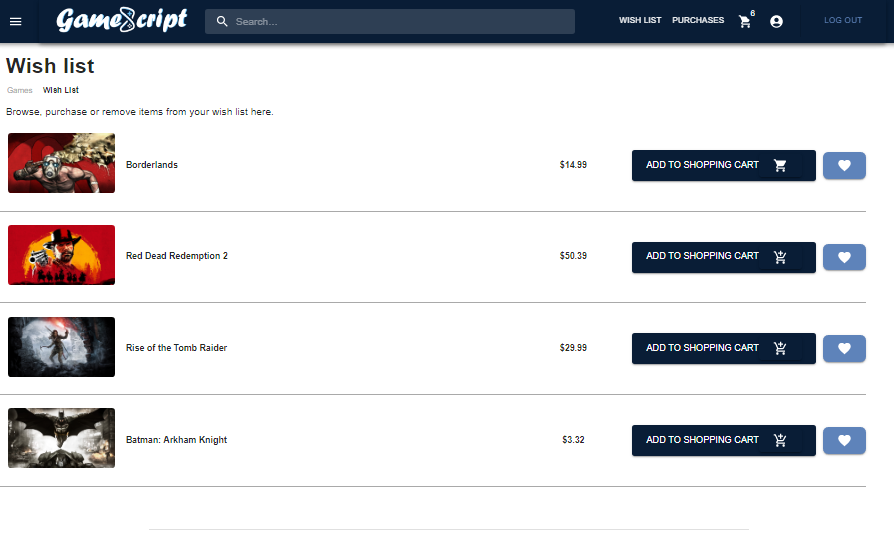 GameScript
Search...
WISH LIST
PURCHASES
6
LOG OUT
Wish list
Games
Wish List
Browse, purchase or remove items from your wish list here.
Borderlands
$14.99
ADD TO SHOPPING CART
Red Dead Redemption 2
$50.39
ADD TO SHOPPING CART
Rise of the Tomb Raider
$29.99
ADD TO SHOPPING CART
Batman: Arkham Knight
$3.32
ADD TO SHOPPING CART